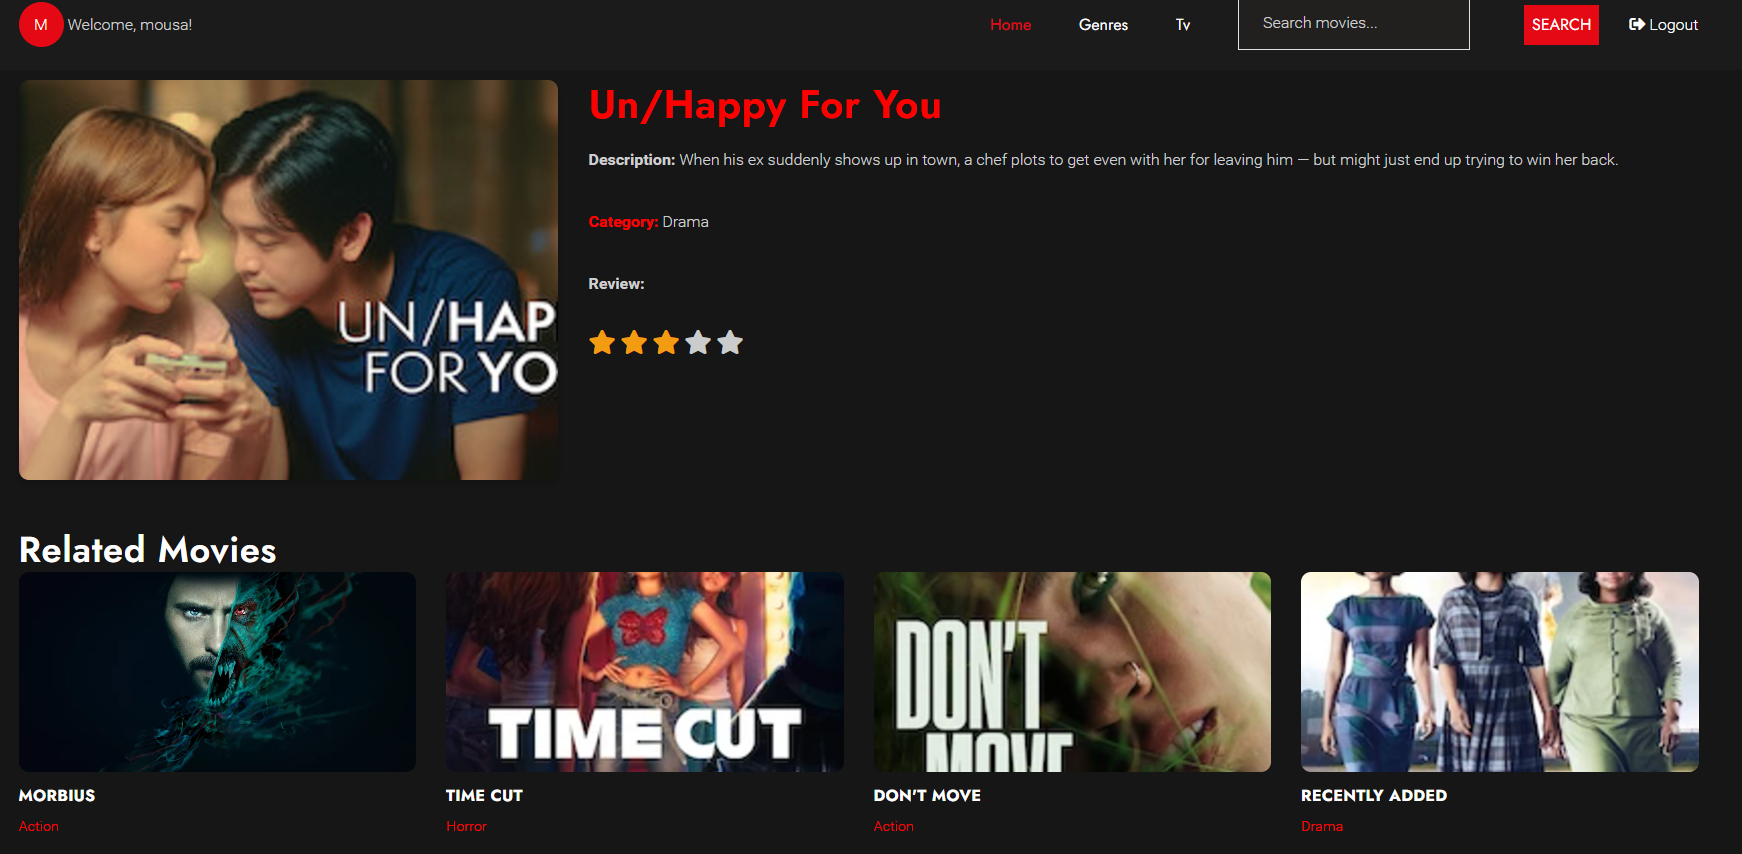 M Welcome, mousa! Home Genres Tv Search movies... SEARCH Logout
Un/Happy For You
Description: When his ex suddenly shows up in town, a chef plots to get even with her for leaving him — but might just end up trying to win her back.
Category: Drama
Review:
UN/HAP
FOR YO
Related Movies
TIME CUT
DON'T
MOVE
MORBIUS TIME CUT DON'T MOVE RECENTLY ADDED
Action Horror Action Drama